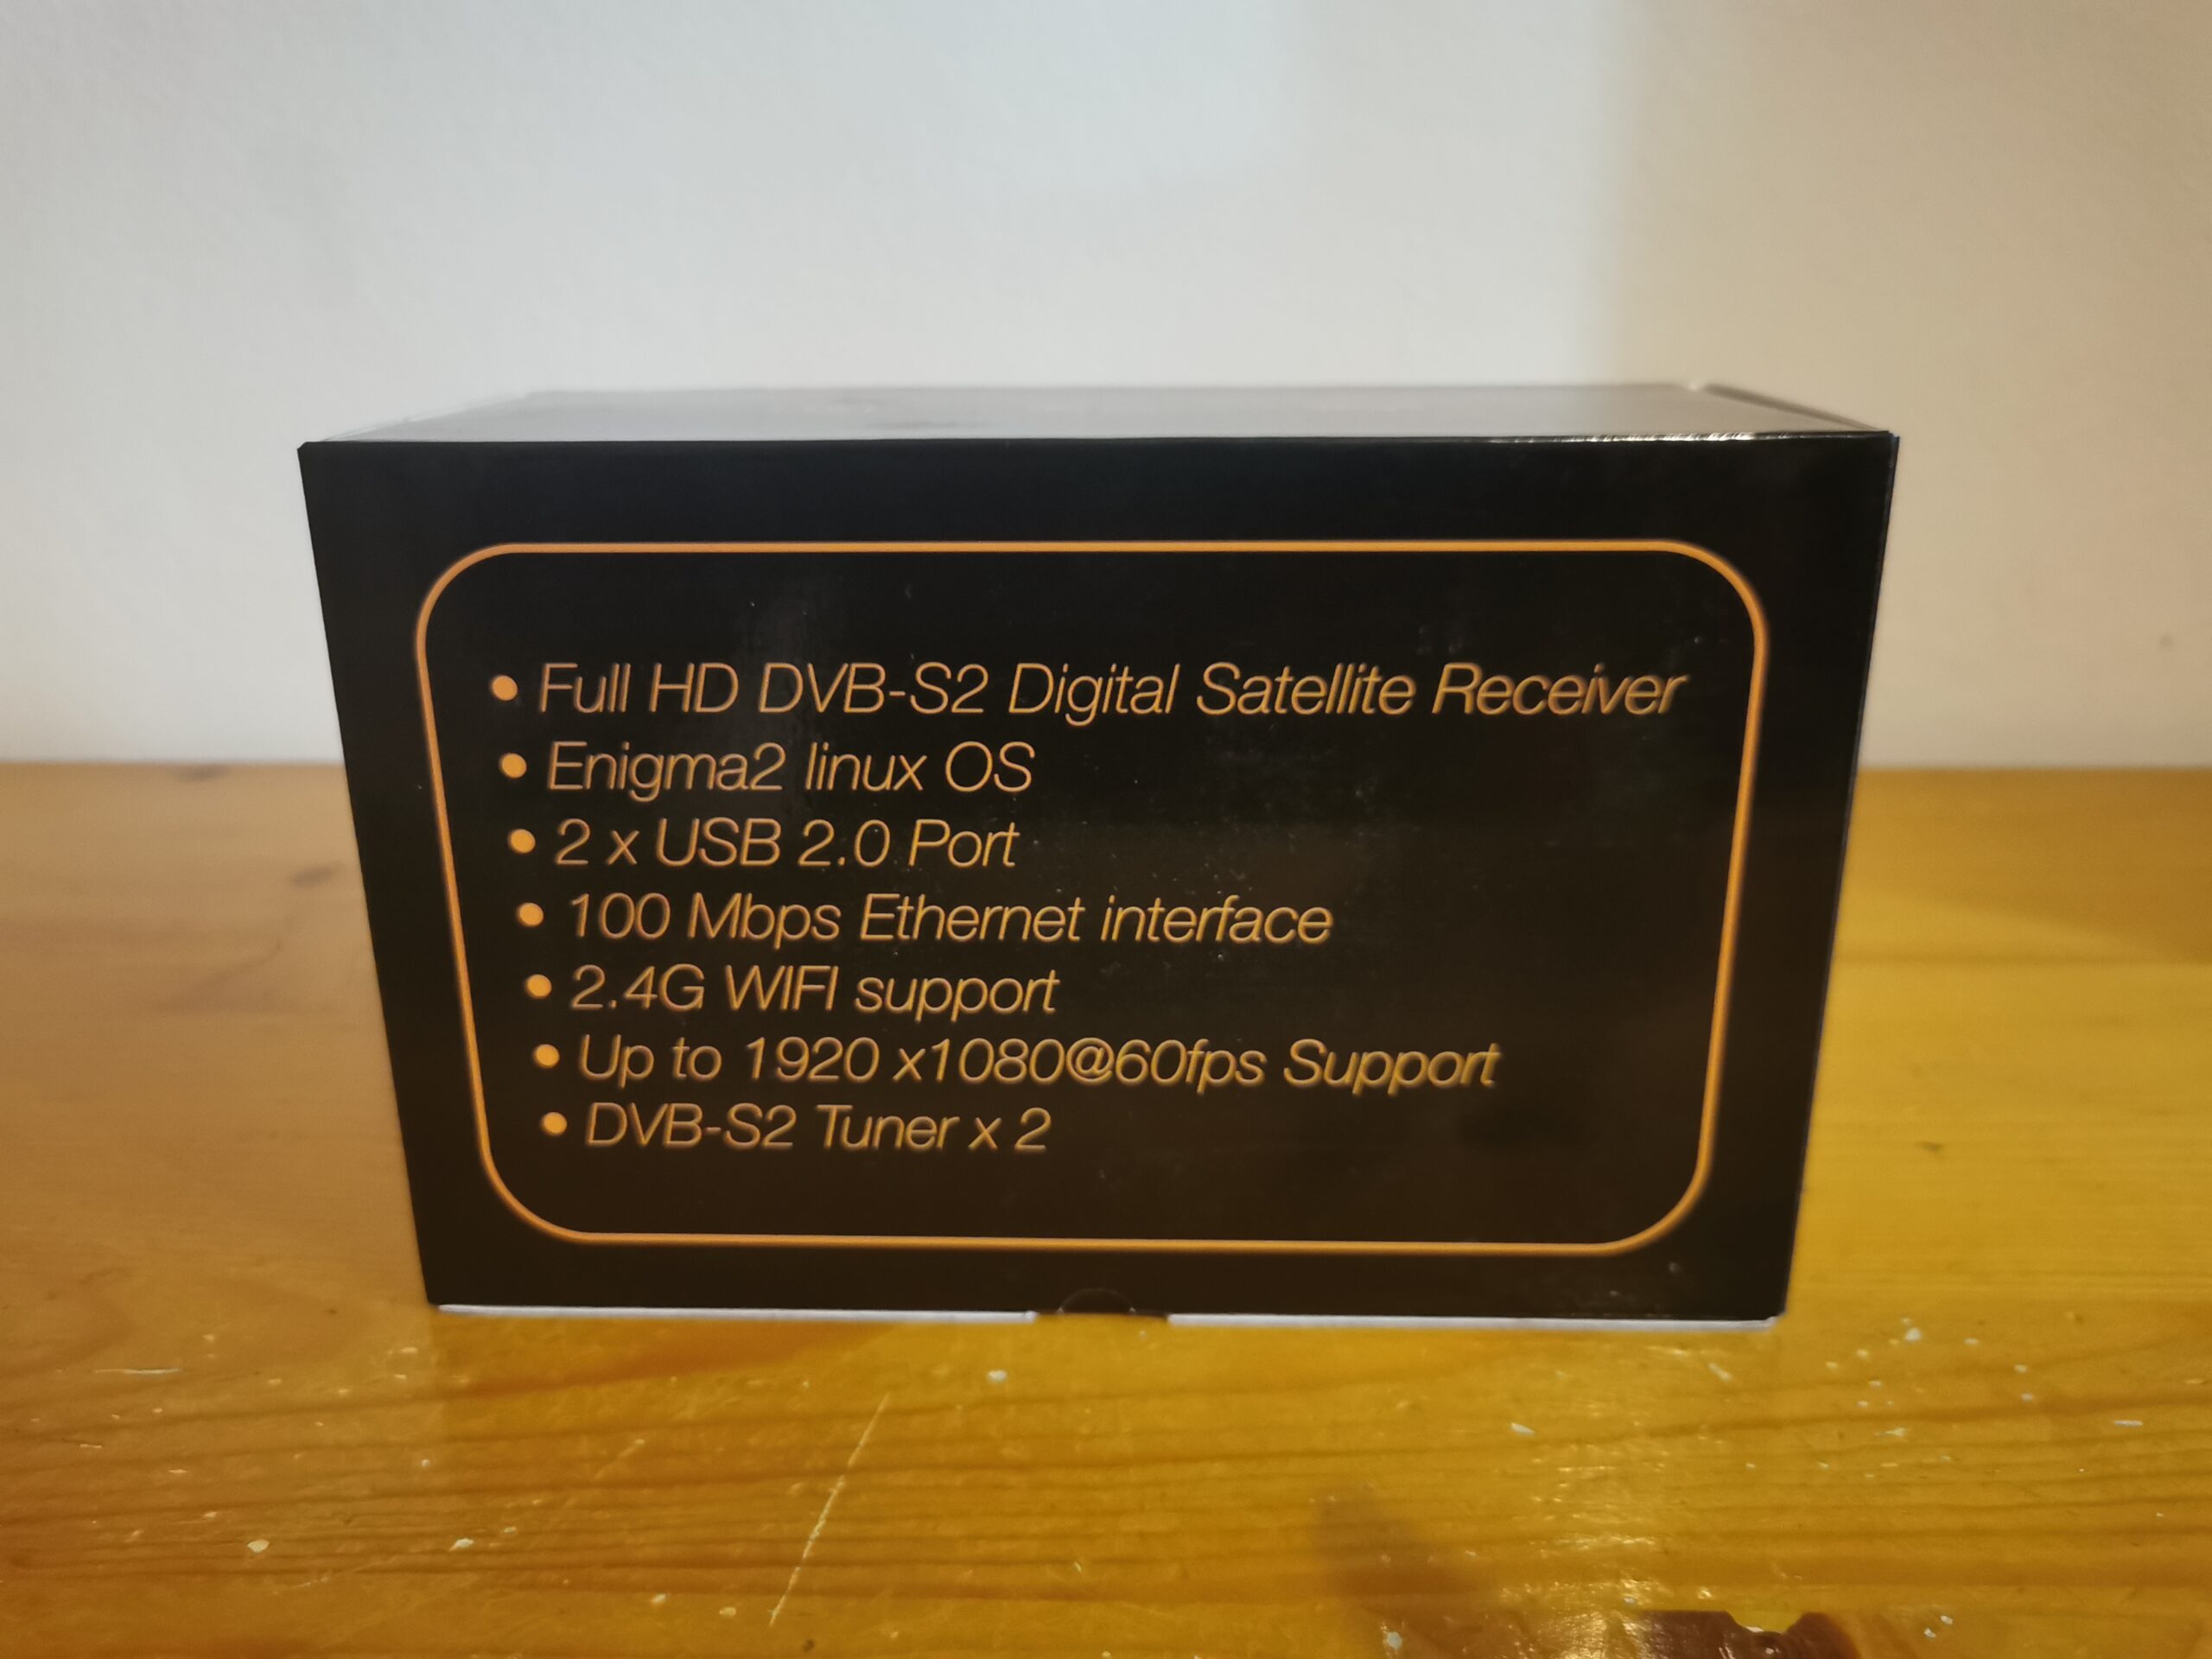 • Full HD DVB-S2 Digital Satellite Receiver
• Enigma2 linux OS
• 2 x USB 2.0 Port
• 100 Mbps Ethernet interface
• 2.4G WIFI support
• Up to 1920 x1080@60fps Support
• DVB-S2 Tuner x 2